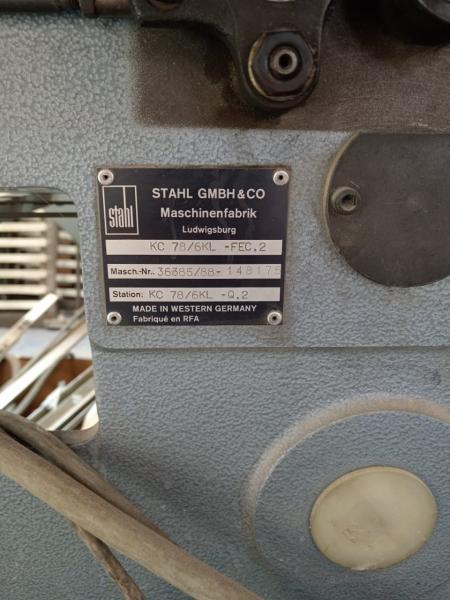 stahl
STAHL GMBH & CO
Maschinenfabrik
Ludwigsburg
KC 78/6KL -FEC.2
Masch.-Nr.: 36385/88-148175
Station: KC 78/6KL -Q.2
MADE IN WESTERN GERMANY
Fabriqué en RFA